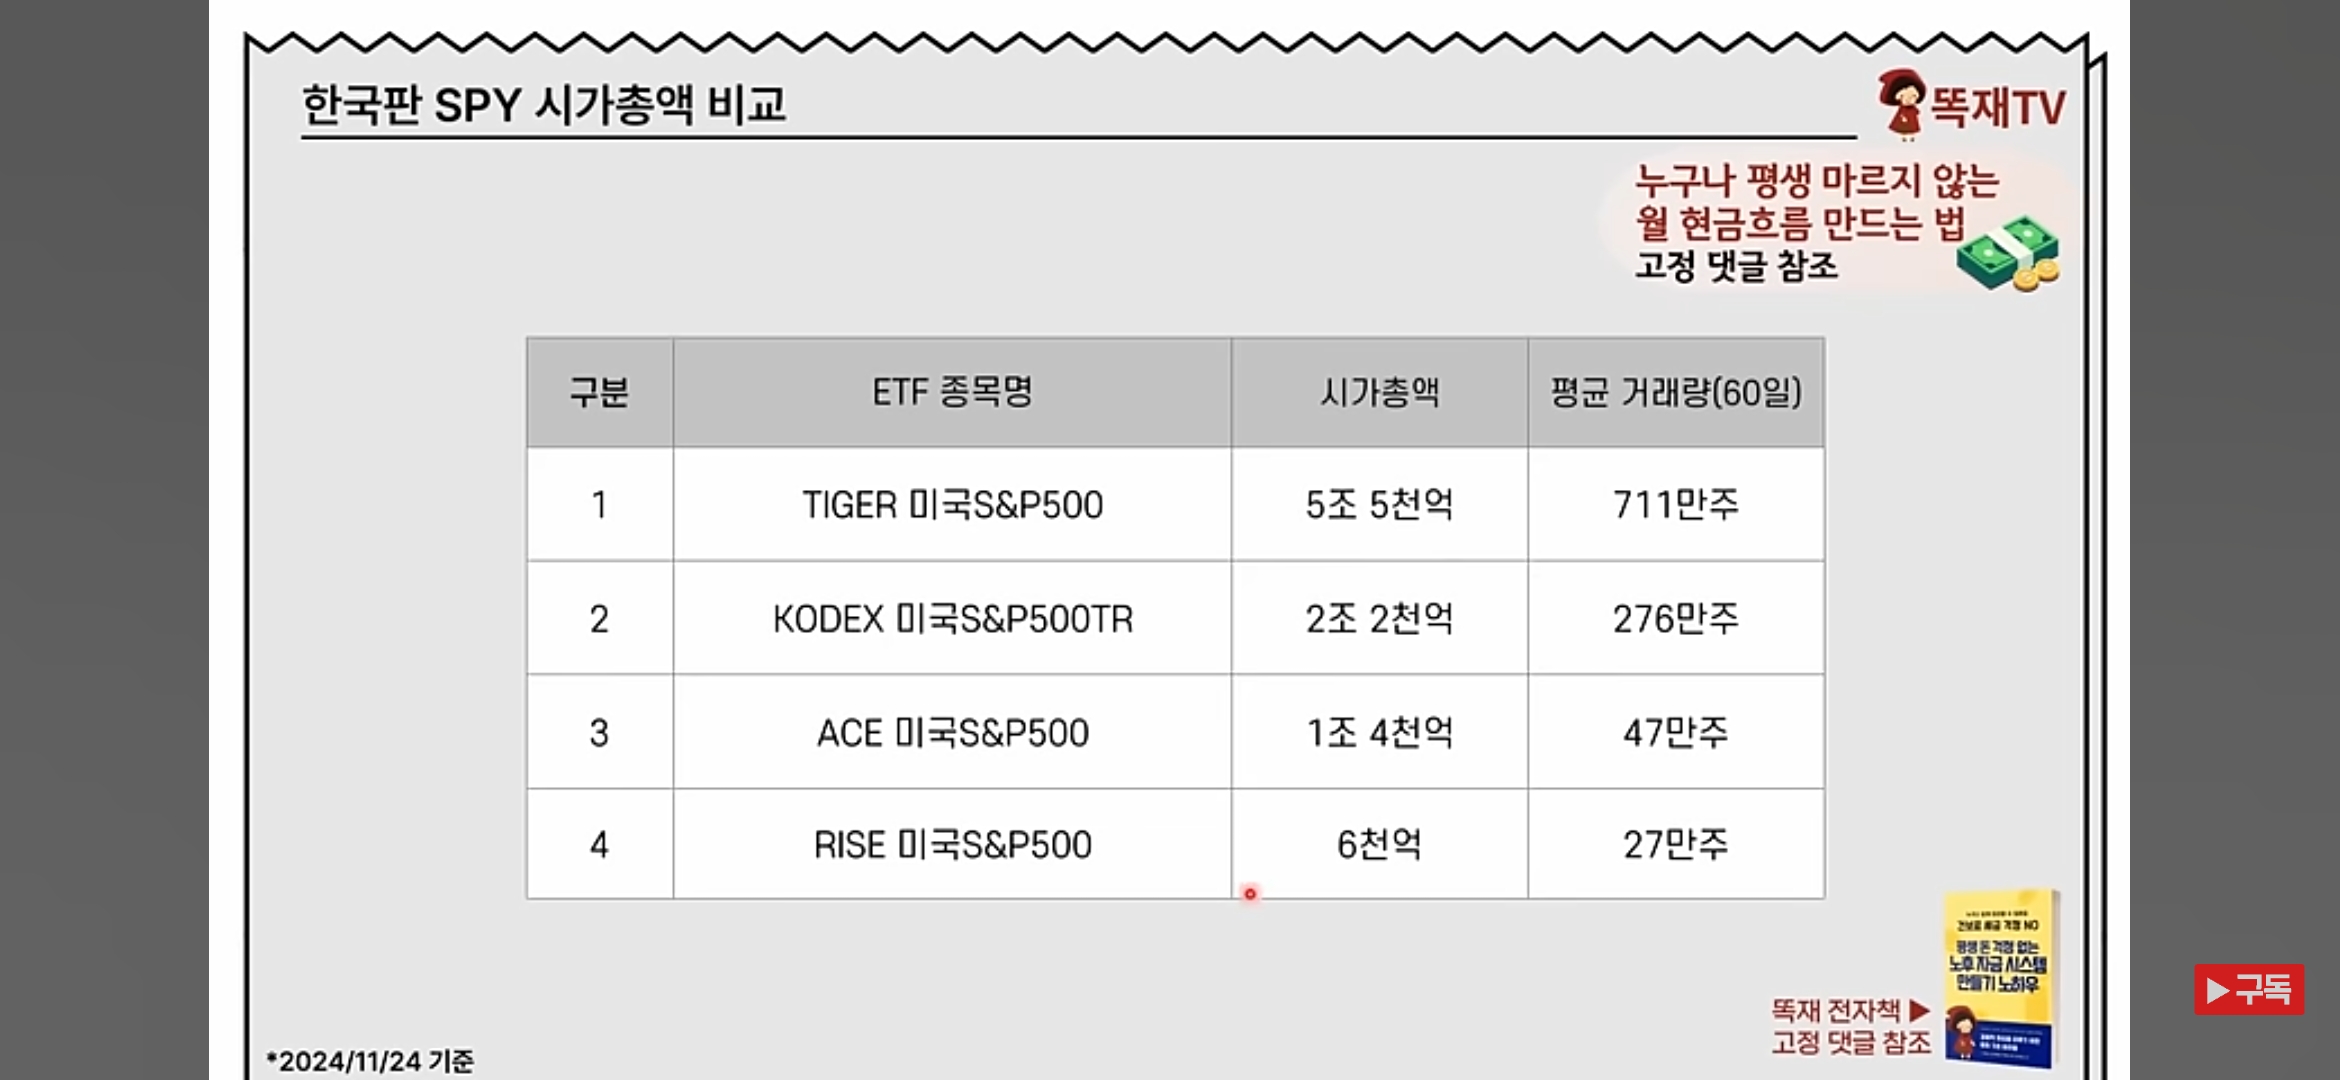 한국판 SPY 시가총액 비교
똑재TV
누구나 평생 마르지 않는
월 현금흐름 만드는 법
고정 댓글 참조
구분 ETF 종목명 시가총액 평균 거래량(60일)
1 TIGER 미국S&P500 5조 5천억 711만주
2 KODEX 미국S&P500TR 2조 2천억 276만주
3 ACE 미국S&P500 1조 4천억 47만주
4 RISE 미국S&P500 6천억 27만주
건보료 세금 걱정 NO
평생 돈 걱정 없는
노후 자금 시스템
만들기 노하우
구독
똑재 전자책 ▶
고정 댓글 참조
*2024/11/24 기준